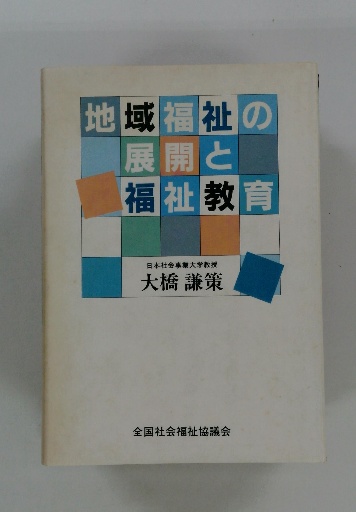 地域福祉の
展開と
福祉教育
日本社会事業大学教授
大橋謙策
全国社会福祉協議会